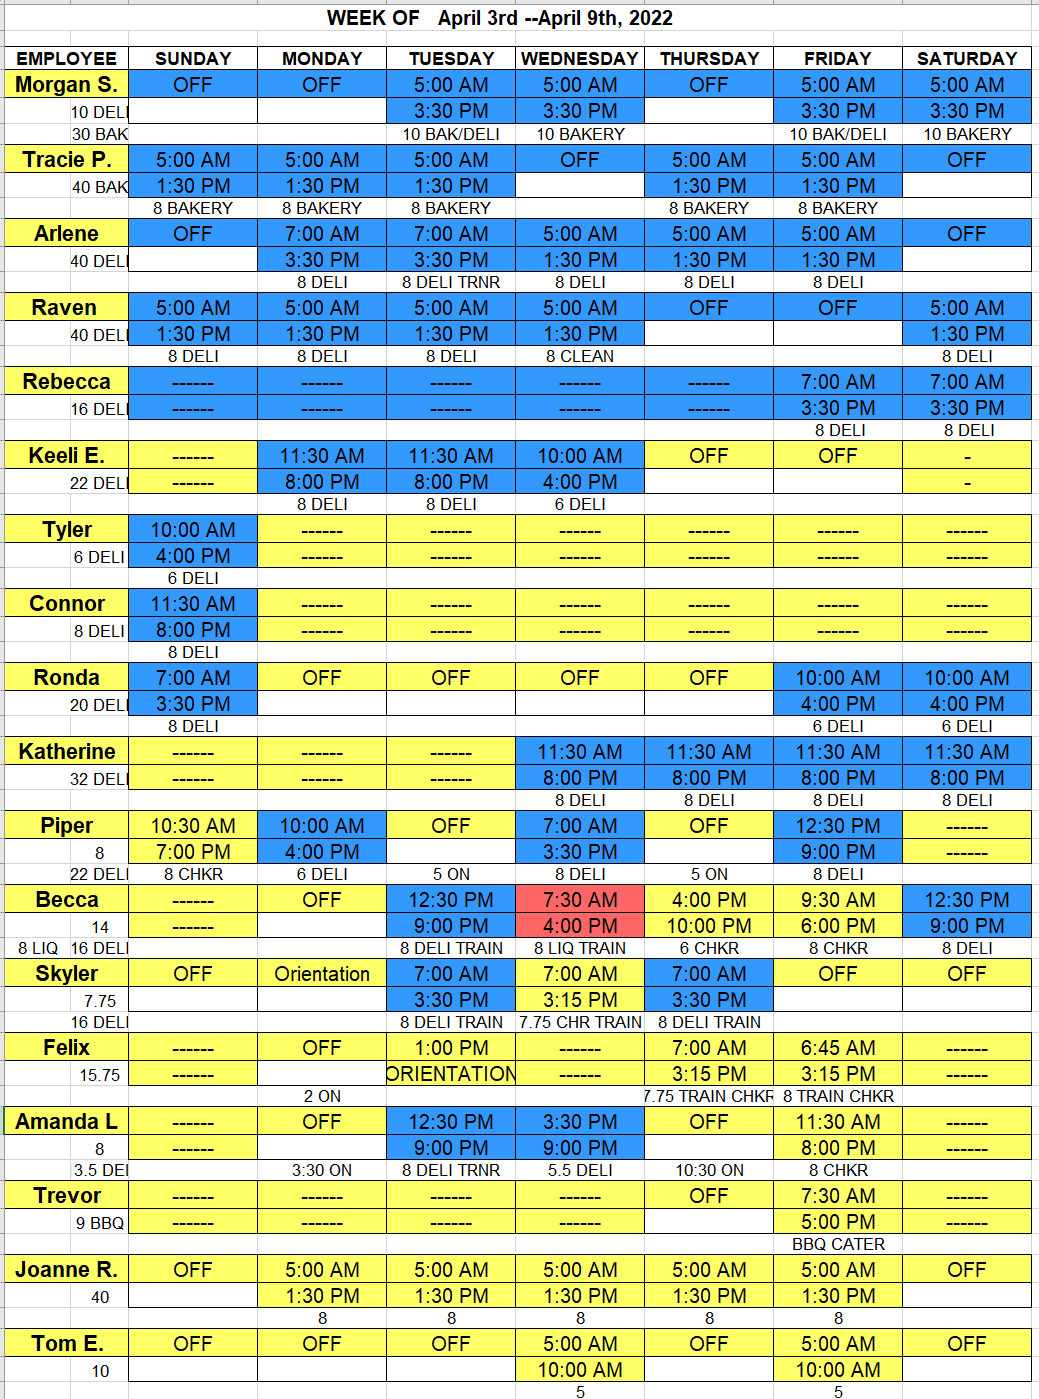 WEEK OF April 3rd --April 9th, 2022
EMPLOYEE SUNDAY MONDAY TUESDAY WEDNESDAY THURSDAY FRIDAY SATURDAY
Morgan S. OFF OFF 5:00 AM 5:00 AM OFF 5:00 AM 5:00 AM
10 DELI 3:30 PM 3:30 PM 3:30 PM 3:30 PM
30 BAK 10 BAK/DELI 10 BAKERY 10 BAK/DELI 10 BAKERY
Tracie P. 5:00 AM 5:00 AM 5:00 AM OFF 5:00 AM 5:00 AM OFF
40 BAK 1:30 PM 1:30 PM 1:30 PM 1:30 PM 1:30 PM
8 BAKERY 8 BAKERY 8 BAKERY 8 BAKERY 8 BAKERY
Arlene OFF 7:00 AM 7:00 AM 5:00 AM 5:00 AM 5:00 AM OFF
40 DELI 3:30 PM 3:30 PM 1:30 PM 1:30 PM 1:30 PM
8 DELI 8 DELI TRNR 8 DELI 8 DELI 8 DELI
Raven 5:00 AM 5:00 AM 5:00 AM 5:00 AM OFF OFF 5:00 AM
40 DELI 1:30 PM 1:30 PM 1:30 PM 1:30 PM 1:30 PM
8 DELI 8 DELI 8 DELI 8 CLEAN 8 DELI
Rebecca ------ ------ ------ ------ ------ 7:00 AM 7:00 AM
16 DELI ------ ------ ------ ------ ------ 3:30 PM 3:30 PM
8 DELI 8 DELI
Keeli E. ------ 11:30 AM 11:30 AM 10:00 AM OFF OFF -
22 DELI ------ 8:00 PM 8:00 PM 4:00 PM -
8 DELI 8 DELI 6 DELI
Tyler 10:00 AM ------ ------ ------ ------ ------ ------
6 DELI 4:00 PM ------ ------ ------ ------ ------ ------
6 DELI
Connor 11:30 AM ------ ------ ------ ------ ------ ------
8 DELI 8:00 PM ------ ------ ------ ------ ------ ------
8 DELI
Ronda 7:00 AM OFF OFF OFF OFF 10:00 AM 10:00 AM
20 DELI 3:30 PM 4:00 PM 4:00 PM
8 DELI 6 DELI 6 DELI
Katherine ------ ------ ------ 11:30 AM 11:30 AM 11:30 AM 11:30 AM
32 DELI ------ ------ ------ 8:00 PM 8:00 PM 8:00 PM 8:00 PM
8 DELI 8 DELI 8 DELI 8 DELI
Piper 10:30 AM 10:00 AM OFF 7:00 AM OFF 12:30 PM ------
8 7:00 PM 4:00 PM 3:30 PM 9:00 PM ------
22 DELI 8 CHKR 6 DELI 5 ON 8 DELI 5 ON 8 DELI
Becca ------ OFF 12:30 PM 7:30 AM 4:00 PM 9:30 AM 12:30 PM
14 ------ 9:00 PM 4:00 PM 10:00 PM 6:00 PM 9:00 PM
8 LIQ 16 DELI 8 DELI TRAIN 8 LIQ TRAIN 6 CHKR 8 CHKR 8 DELI
Skyler OFF Orientation 7:00 AM 7:00 AM 7:00 AM OFF OFF
7.75 3:30 PM 3:15 PM 3:30 PM
16 DELI 8 DELI TRAIN 7.75 CHR TRAIN 8 DELI TRAIN
Felix ------ OFF 1:00 PM ------ 7:00 AM 6:45 AM ------
15.75 ------ ORIENTATION ------ 3:15 PM 3:15 PM ------
2 ON 7.75 TRAIN CHKR 8 TRAIN CHKR
Amanda L ------ OFF 12:30 PM 3:30 PM OFF 11:30 AM ------
8 ------ 9:00 PM 9:00 PM 8:00 PM ------
3.5 DEI 3:30 ON 8 DELI TRNR 5.5 DELI 10:30 ON 8 CHKR
Trevor ------ ------ ------ ------ OFF 7:30 AM ------
9 BBQ ------ ------ ------ ------ 5:00 PM ------
BBQ CATER
Joanne R. OFF 5:00 AM 5:00 AM 5:00 AM 5:00 AM 5:00 AM OFF
40 1:30 PM 1:30 PM 1:30 PM 1:30 PM 1:30 PM
8 8 8 8 8
Tom E. OFF OFF OFF 5:00 AM OFF 5:00 AM OFF
10 10:00 AM 10:00 AM
5 5